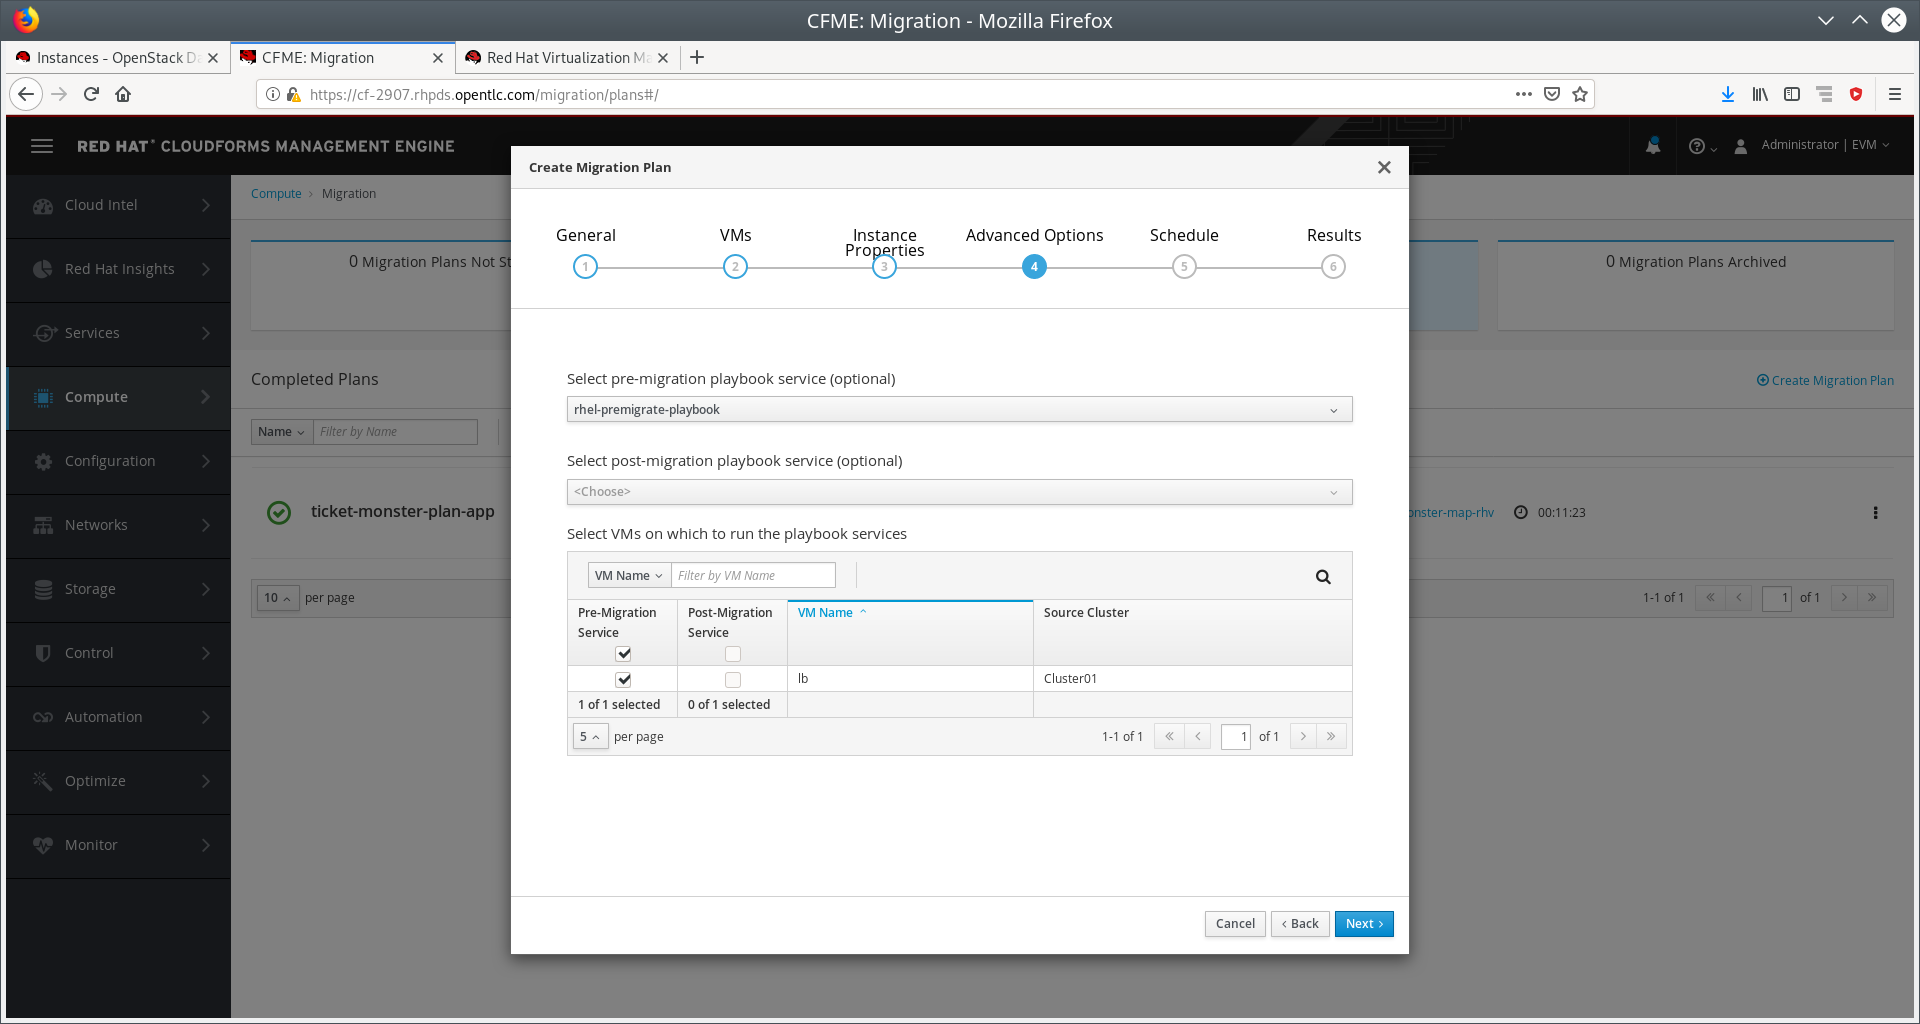 CFME: Migration - Mozilla Firefox
Instances - OpenStack Da
CFME: Migration
Red Hat Virtualization Ma
https://cf-2907.rhpds.opentlc.com/migration/plans#/
RED HAT CLOUDFORMS MANAGEMENT ENGINE
Administrator | EVM
Cloud Intel
Red Hat Insights
Services
Compute
Configuration
Networks
Storage
Control
Automation
Optimize
Monitor
Compute > Migration
0 Migration Plans Not St
0 Migration Plans Archived
Completed Plans
Create Migration Plan
Name
Filter by Name
ticket-monster-plan-app
onster-map-rhv
00:11:23
10 per page
1-1 of 1
1 of 1
Create Migration Plan
General
VMs
Instance
Properties
Advanced Options
Schedule
Results
1
2
3
4
5
6
Select pre-migration playbook service (optional)
rhel-premigrate-playbook
Select post-migration playbook service (optional)
<Choose>
Select VMs on which to run the playbook services
VM Name
Filter by VM Name
Pre-Migration
Service
Post-Migration
Service
VM Name
Source Cluster
lb
Cluster01
1 of 1 selected
0 of 1 selected
5 per page
1-1 of 1
1 of 1
Cancel
< Back
Next >